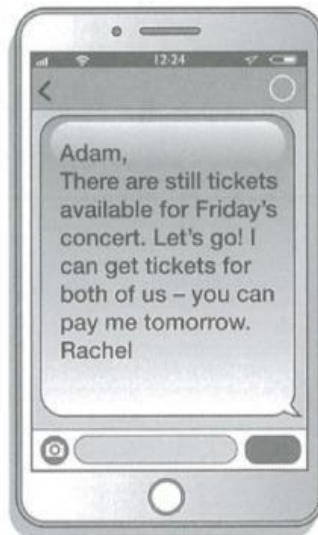 12:24
Adam,
There are still tickets
available for Friday's
concert. Let's go! I
can get tickets for
both of us – you can
pay me tomorrow.
Rachel